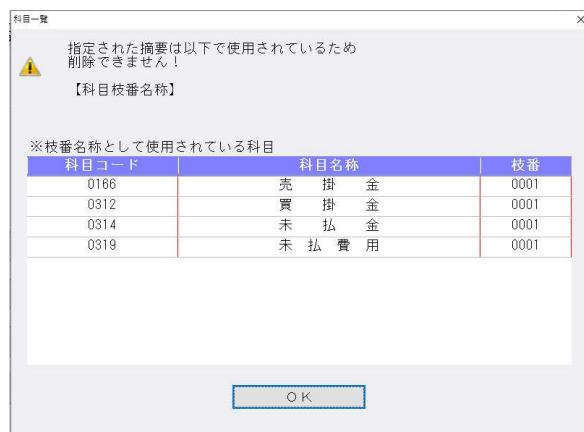 科目一覧
指定された摘要は以下で使用されているため
削除できません!
【科目枝番名称】
※枝番名称として使用されている科目
科目コード 科目名称 枝番
0166 売掛金 0001
0312 買掛金 0001
0314 未払金 0001
0319 未払費用 0001
OK